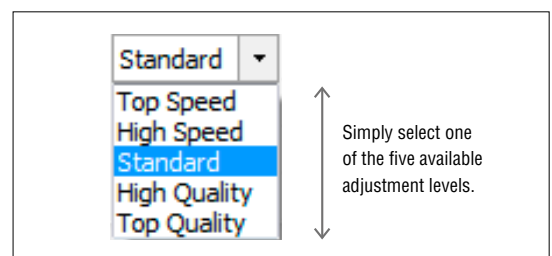 Standard
Top Speed
High Speed
Standard
High Quality
Top Quality
Simply select one
of the five available
adjustment levels.